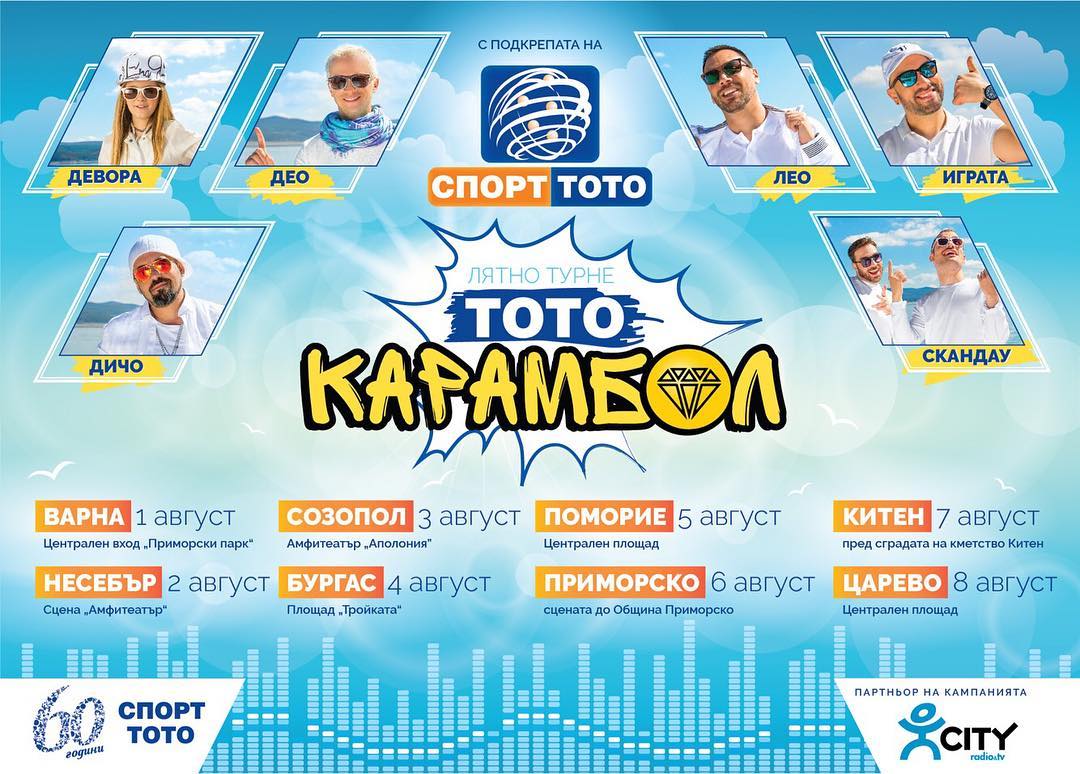 С ПОДКРЕПАТА НА
СПОРТ ТОТО
ДЕВОРА
ДЕО
ЛЕО
ИГРАТА
ДИЧО
СКАНДАУ
ЛЯТНО ТУРНЕ
ТОТО
КАРАМБОЛ
ВАРНА 1 август
Централен вход „Приморски парк“
НЕСЕБЪР 2 август
Сцена „Амфитеатър“
СОЗОПОЛ 3 август
Амфитеатър „Аполония”
БУРГАС 4 август
Площад „Тройката“
ПОМОРИЕ 5 август
Централен площад
ПРИМОРСКО 6 август
сцената до Община Приморско
КИТЕН 7 август
пред сградата на кметство Китен
ЦАРЕВО 8 август
Централен площад
60 години
СПОРТ
ТОТО
ПАРТНЬОР НА КАМПАНИЯТА
CITY
radio&tv